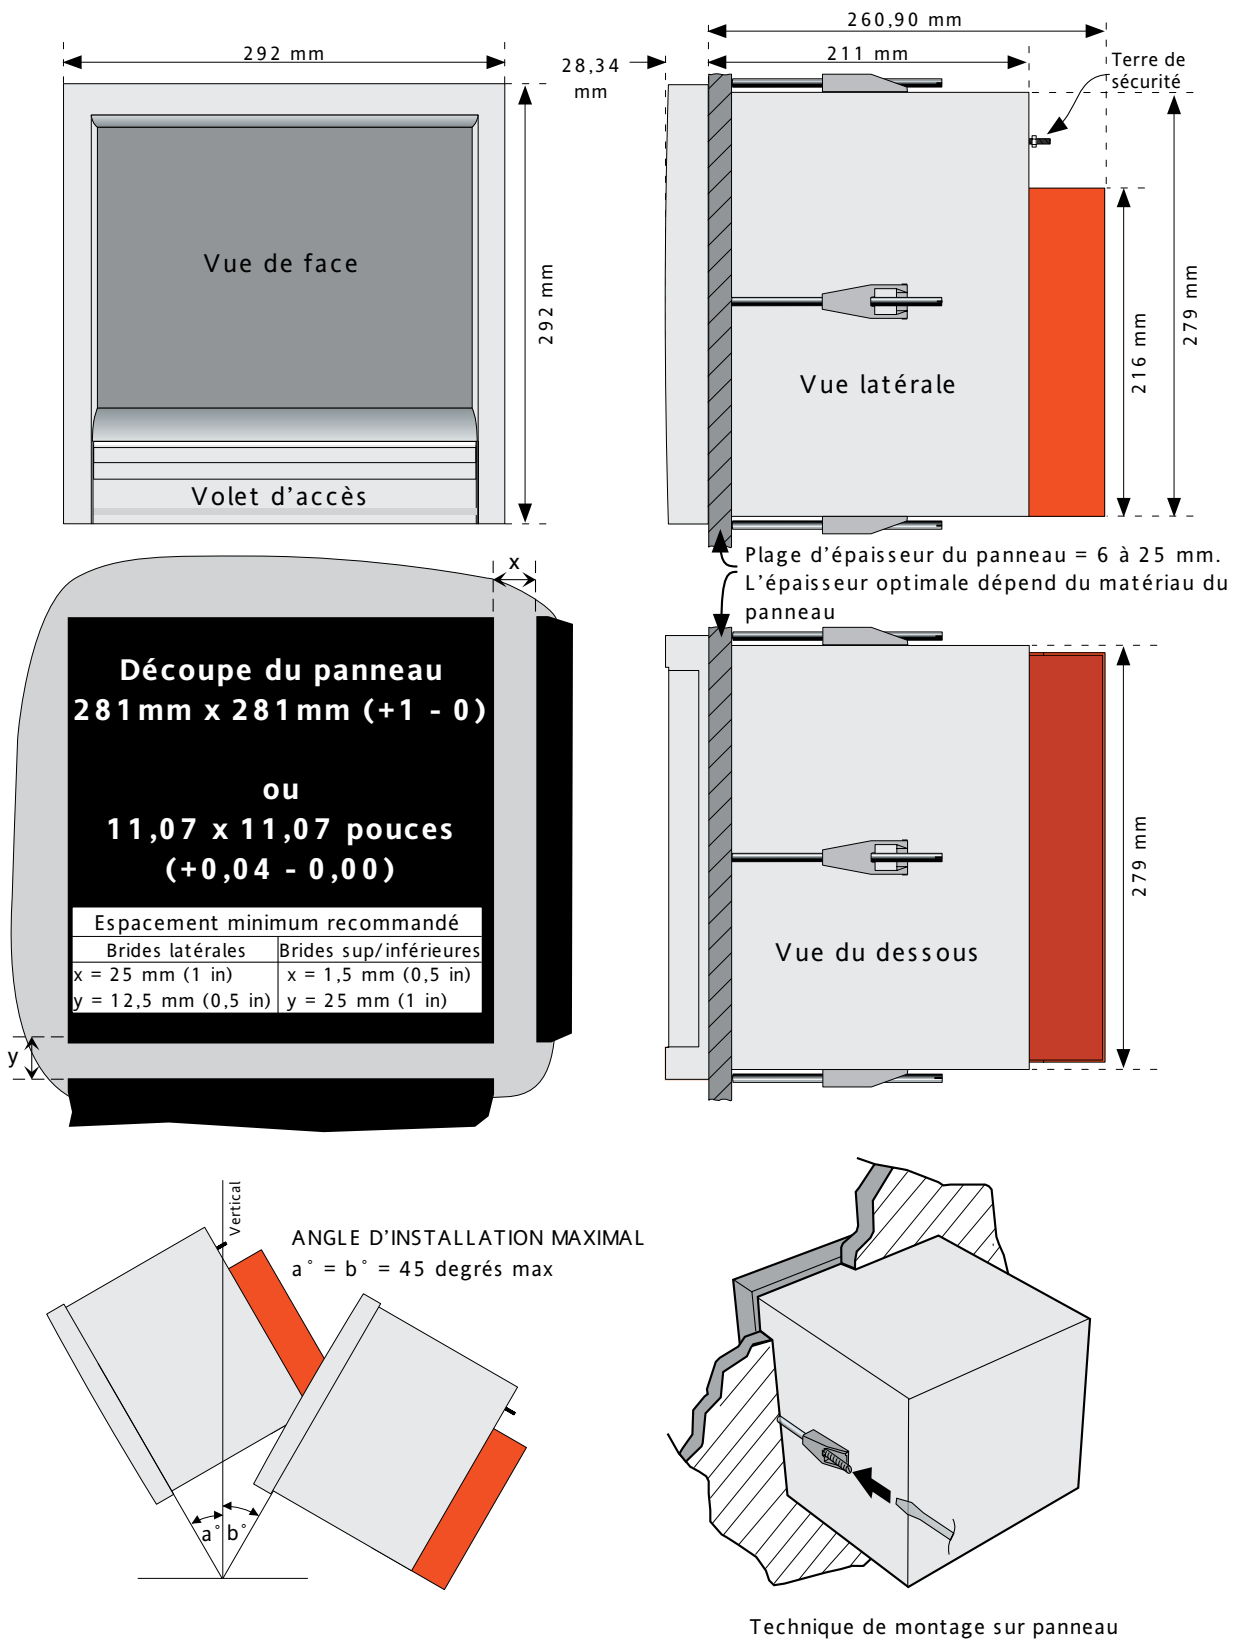 260,90 mm
292 mm
211 mm
28,34
mm
Terre de
sécurité
Vue de face
292 mm
279 mm
216 mm
Vue latérale
Volet d'accès
Plage d'épaisseur du panneau = 6 à 25 mm.
L'épaisseur optimale dépend du matériau du
panneau
x
Découpe du panneau
281mm x 281mm (+1 - 0)
ou
11,07 x 11,07 pouces
(+0,04 - 0,00)
Espacement minimum recommandé
Brides latérales Brides sup/inférieures
x = 25 mm (1 in) x = 1,5 mm (0,5 in)
y = 12,5 mm (0,5 in) y = 25 mm (1 in)
y
279 mm
Vue du dessous
Vertical
ANGLE D'INSTALLATION MAXIMAL
a° = b° = 45 degrés max
a° b°
Technique de montage sur panneau